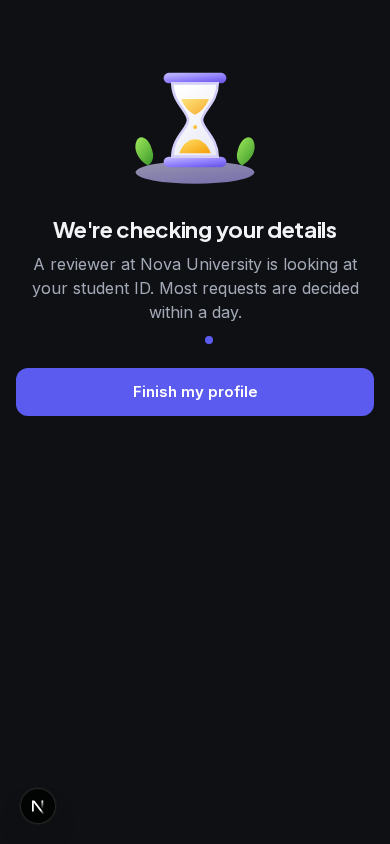 We're checking your details
A reviewer at Nova University is looking at
your student ID. Most requests are decided
within a day.
Finish my profile
N